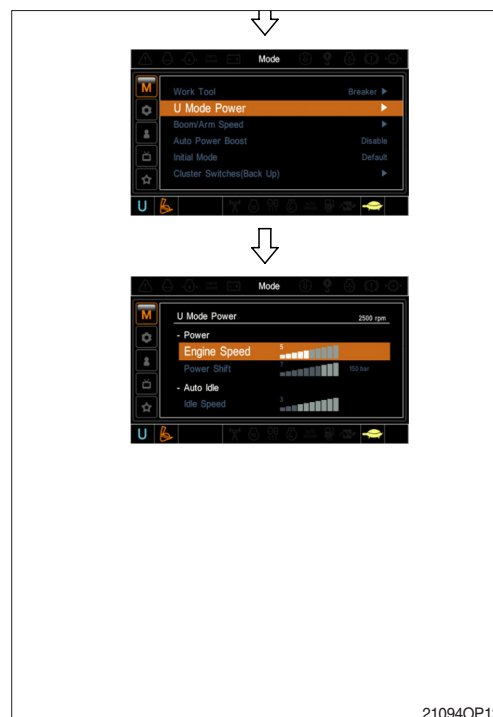 Mode
M
Work Tool Breaker
U Mode Power
Boom/Arm Speed
Auto Power Boost Disable
Initial Mode Default
Cluster Switches(Back Up)
U
Mode
M
U Mode Power 2500 rpm
- Power
Engine Speed 5
Power Shift 7 150 bar
- Auto Idle
Idle Speed 3
U